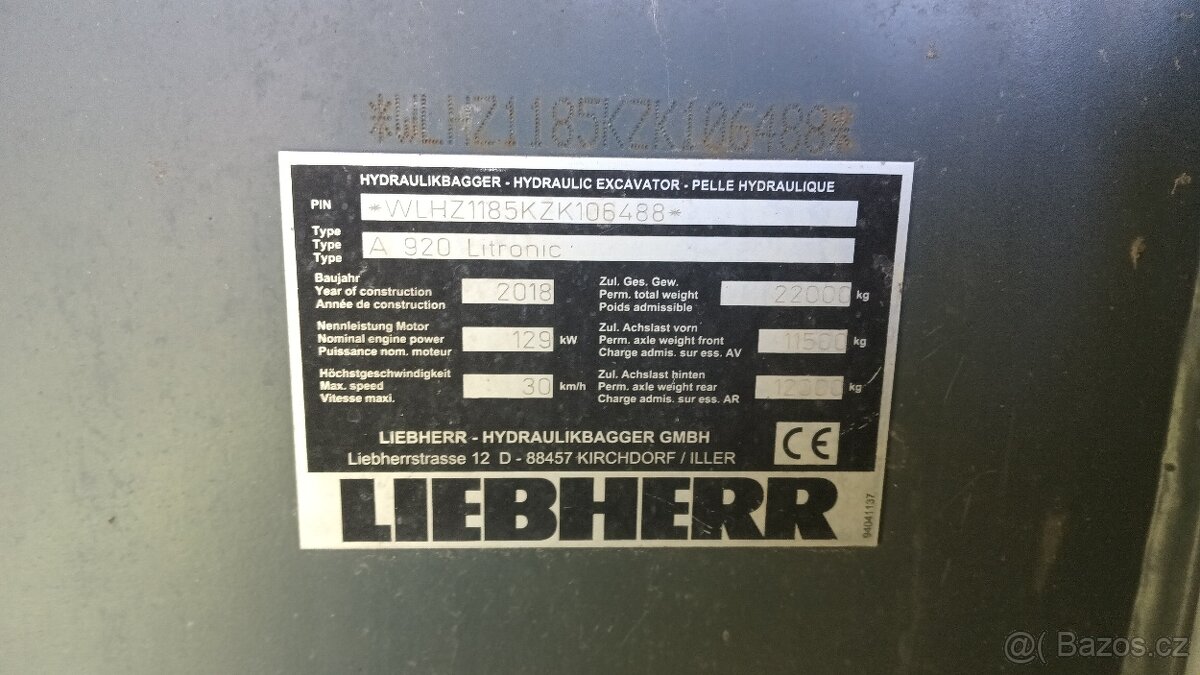 *WLHZ1185KZK106488*
HYDRAULIKBAGGER - HYDRAULIC EXCAVATOR - PELLE HYDRAULIQUE
PIN *WLHZ1185KZK106488*
Type
Type A 920 Litronic
Type
Baujahr
Year of construction 2018
Année de construction
Zul. Ges. Gew.
Perm. total weight 22000 kg
Poids admissible
Nennleistung Motor
Nominal engine power 129 kW
Puissance nom. moteur
Zul. Achslast vorn
Perm. axle weight front 11500 kg
Charge admis. sur ess. AV
Höchstgeschwindigkeit
Max. speed 30 km/h
Vitesse maxi.
Zul. Achslast hinten
Perm. axle weight rear 12000 kg
Charge admis. sur ess. AR
LIEBHERR - HYDRAULIKBAGGER GMBH
Liebherrstrasse 12 D - 88457 KIRCHDORF / ILLER
CE
LIEBHERR
94041137
Bazos.cz